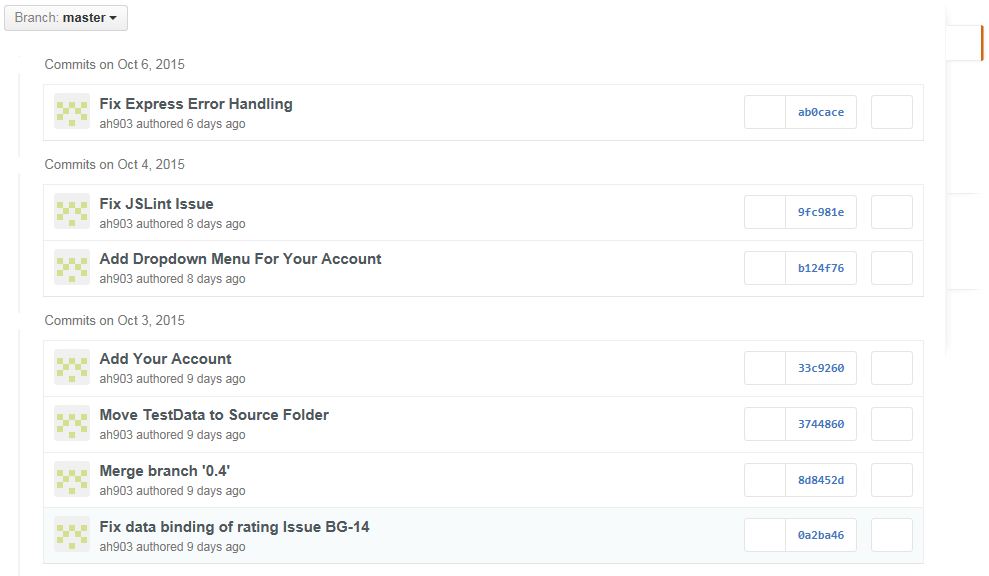 Branch: master
Commits on Oct 6, 2015
Fix Express Error Handling
ah903 authored 6 days ago
ab0cace
Commits on Oct 4, 2015
Fix JSLint Issue
ah903 authored 8 days ago
9fc981e
Add Dropdown Menu For Your Account
ah903 authored 8 days ago
b124f76
Commits on Oct 3, 2015
Add Your Account
ah903 authored 9 days ago
33c9260
Move TestData to Source Folder
ah903 authored 9 days ago
3744860
Merge branch '0.4'
ah903 authored 9 days ago
8d8452d
Fix data binding of rating Issue BG-14
ah903 authored 9 days ago
0a2ba46